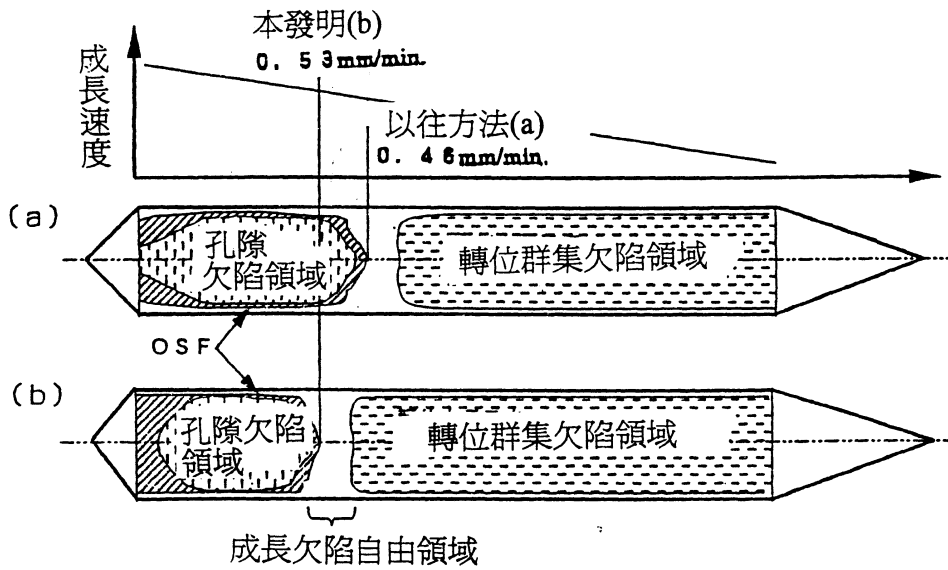 本發明(b)
0. 53mm/min.
成長速度
以往方法(a)
0. 46mm/min.
(a)
孔隙
欠陷領域
轉位群集欠陷領域
OSF
(b)
孔隙欠陷
領域
轉位群集欠陷領域
成長欠陷自由領域